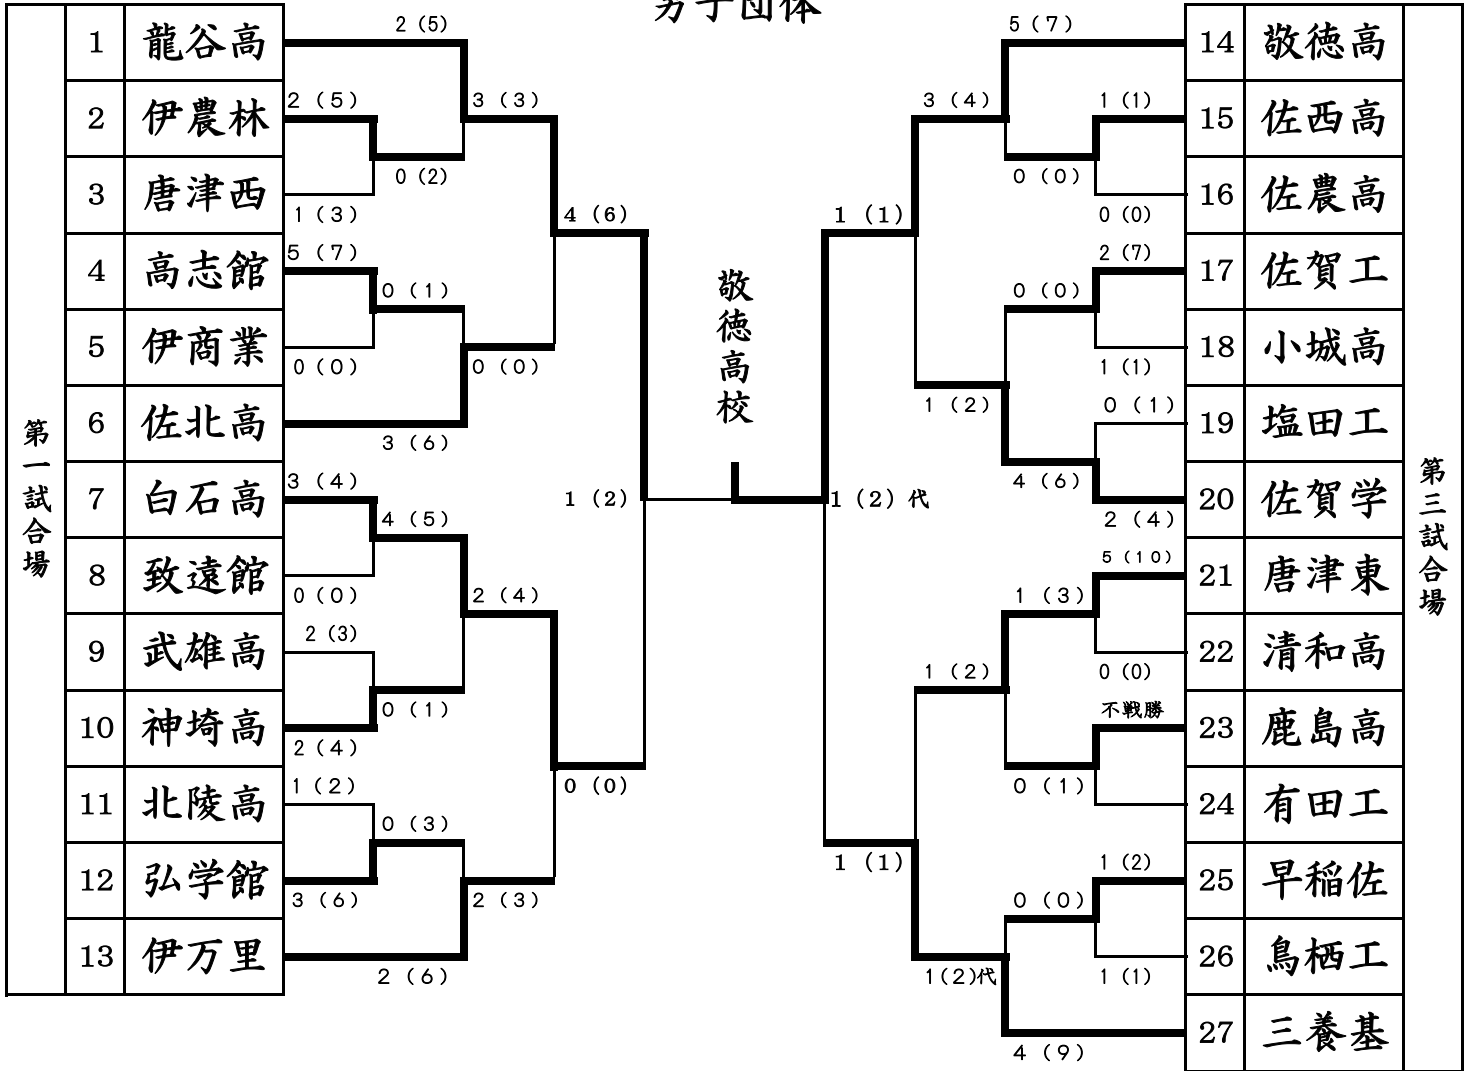 男子団体
第一試合場
1 龍谷高
2 伊農林
3 唐津西
4 高志館
5 伊商業
6 佐北高
7 白石高
8 致遠館
9 武雄高
10 神埼高
11 北陵高
12 弘学館
13 伊万里
2 (5)
2 (5)
1 (3)
5 (7)
0 (0)
3 (6)
3 (4)
0 (0)
2 (3)
2 (4)
1 (2)
3 (6)
2 (6)
0 (2)
0 (1)
4 (5)
0 (1)
0 (3)
3 (3)
0 (0)
2 (4)
2 (3)
4 (6)
0 (0)
1 (2)
敬徳高校
1 (2) 代
1 (1)
1 (1)
3 (4)
1 (2)
1 (2)
1(2)代
5 (7)
0 (0)
0 (0)
4 (6)
1 (3)
0 (1)
0 (0)
4 (9)
1 (1)
0 (0)
2 (7)
1 (1)
0 (1)
2 (4)
5 (10)
0 (0)
不戦勝
1 (2)
1 (1)
14 敬徳高
15 佐西高
16 佐農高
17 佐賀工
18 小城高
19 塩田工
20 佐賀学
21 唐津東
22 清和高
23 鹿島高
24 有田工
25 早稲佐
26 鳥栖工
27 三養基
第三試合場